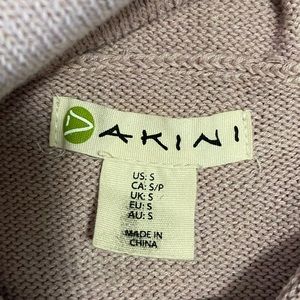 AKINI
US: S
CA: S/P
UK: S
EU: S
AU: S
MADE IN
CHINA